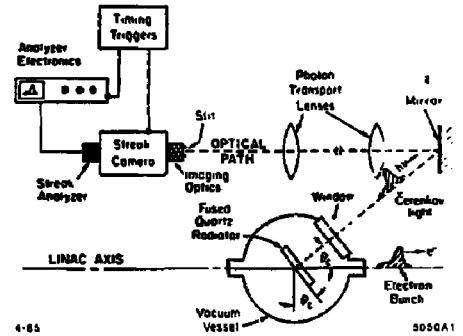 Timing
Triggers
Analyzer
Electronics
Photon
Transport
Lenses
Mirror
Slit
Streak
Camera
OPTICAL
PATH
Streak
Analyzer
Imaging
Optics
Window
Čerenkov
light
Fused
Quartz
Radiator
LINAC AXIS
e⁻
Electron
Bunch
Vacuum
Vessel
4-85
5050A1